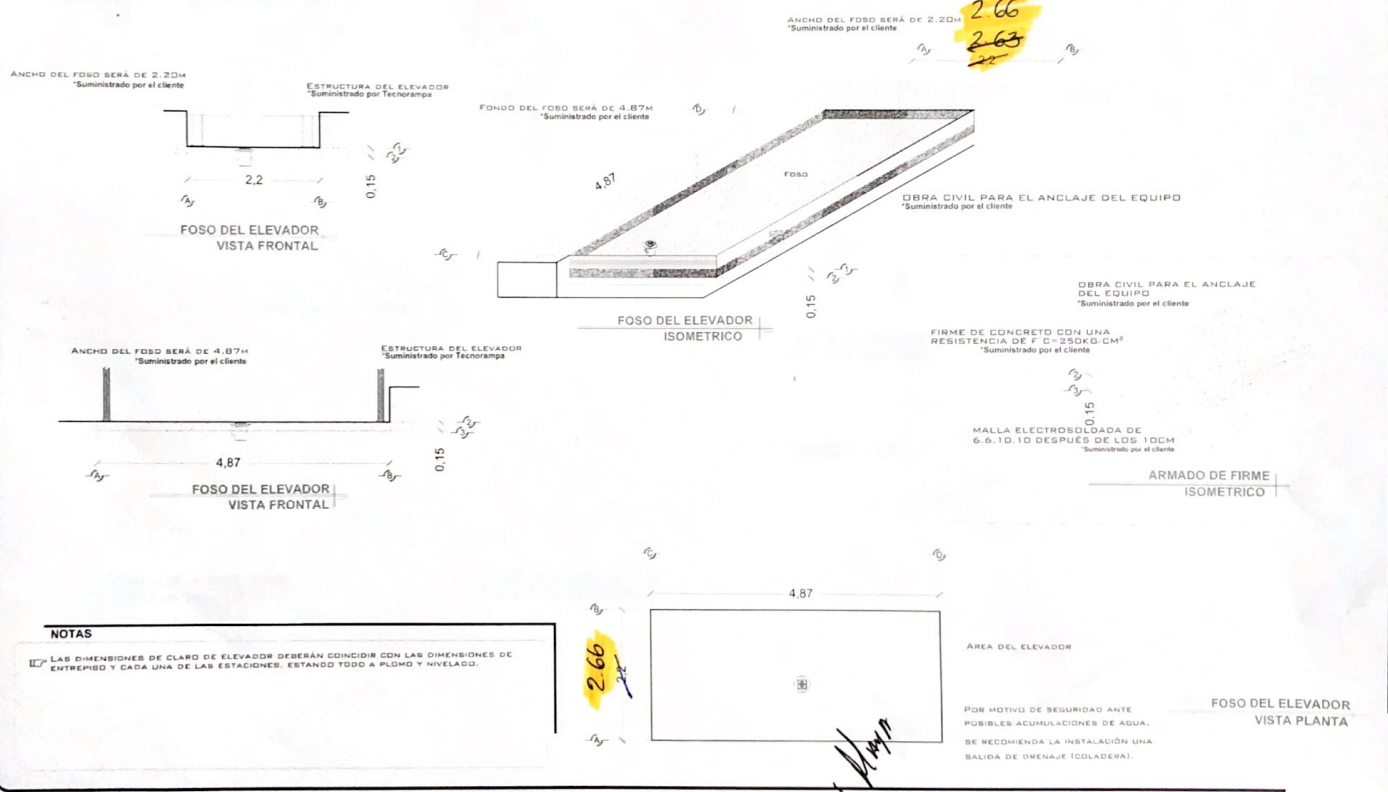 ANCHO DEL FOSO SERÁ DE 2.20M
*Suministrado por el cliente
2.66
2.63
2.2
A
B
ANCHO DEL FOSO SERÁ DE 2.20M
*Suministrado por el cliente
ESTRUCTURA DEL ELEVADOR
*Suministrado por Tecnorampa
2,2
0,15
A
B
FOSO DEL ELEVADOR
VISTA FRONTAL
FONDO DEL FOSO SERÁ DE 4.87M
*Suministrado por el cliente
D
4,87
FOSO
C
OBRA CIVIL PARA EL ANCLAJE DEL EQUIPO
*Suministrado por el cliente
0,15
FOSO DEL ELEVADOR
ISOMETRICO
OBRA CIVIL PARA EL ANCLAJE
DEL EQUIPO
*Suministrado por el cliente
FIRME DE CONCRETO CON UNA
RESISTENCIA DE F´C=250KG/CM²
*Suministrado por el cliente
0,15
MALLA ELECTROSOLDADA DE
6.6.10.10 DESPUÉS DE LOS 10CM
*Suministrado por el cliente
ARMADO DE FIRME
ISOMETRICO
ANCHO DEL FOSO SERÁ DE 4.87M
*Suministrado por el cliente
ESTRUCTURA DEL ELEVADOR
*Suministrado por Tecnorampa
4,87
0,15
A
B
FOSO DEL ELEVADOR
VISTA FRONTAL
C
D
4,87
B
2.66
2,2
A
AREA DEL ELEVADOR
POR MOTIVO DE SEGURIDAD ANTE
POSIBLES ACUMULACIONES DE AGUA,
SE RECOMIENDA LA INSTALACIÓN UNA
SALIDA DE DRENAJE (COLADERA).
FOSO DEL ELEVADOR
VISTA PLANTA
NOTAS
LAS DIMENSIONES DE CLARO DE ELEVADOR DEBERÁN COINCIDIR CON LAS DIMENSIONES DE
ENTREPISO Y CADA UNA DE LAS ESTACIONES, ESTANDO TODO A PLOMO Y NIVELADO.